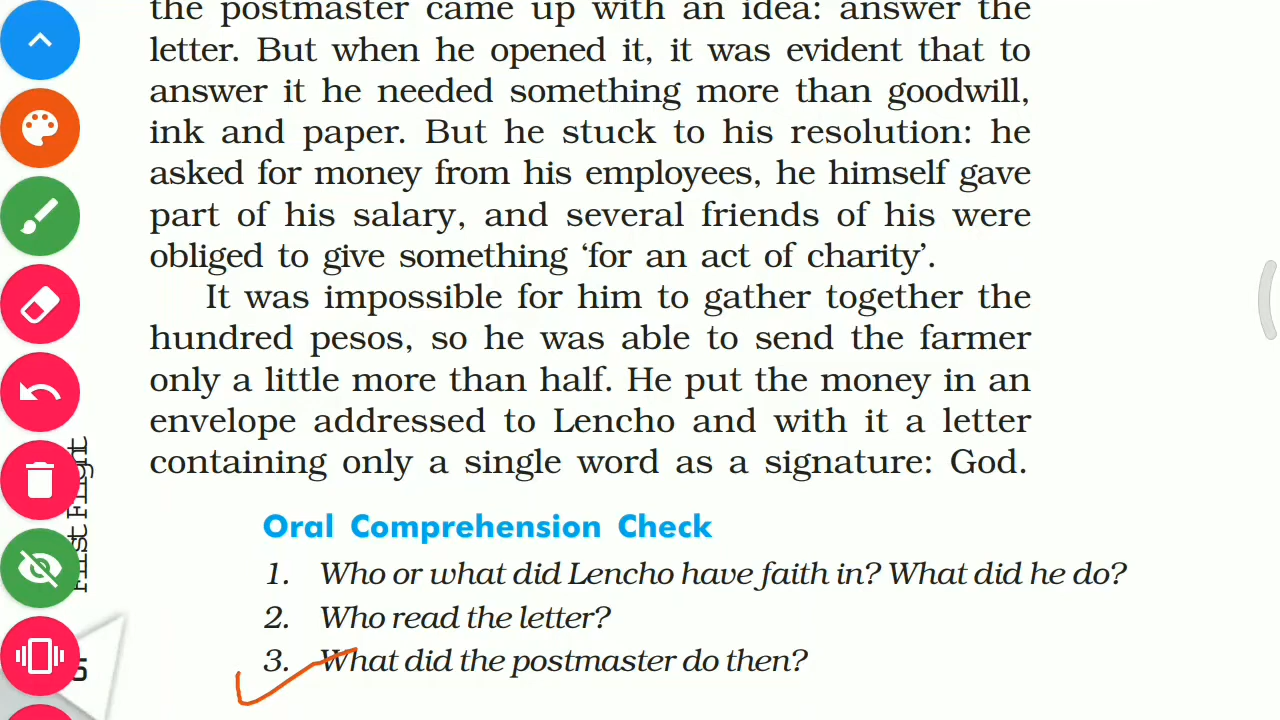 the postmaster came up with an idea: answer the
letter. But when he opened it, it was evident that to
answer it he needed something more than goodwill,
ink and paper. But he stuck to his resolution: he
asked for money from his employees, he himself gave
part of his salary, and several friends of his were
obliged to give something ‘for an act of charity’.
It was impossible for him to gather together the
hundred pesos, so he was able to send the farmer
only a little more than half. He put the money in an
envelope addressed to Lencho and with it a letter
containing only a single word as a signature: God.
First Flight
Oral Comprehension Check
1. Who or what did Lencho have faith in? What did he do?
2. Who read the letter?
3. What did the postmaster do then?